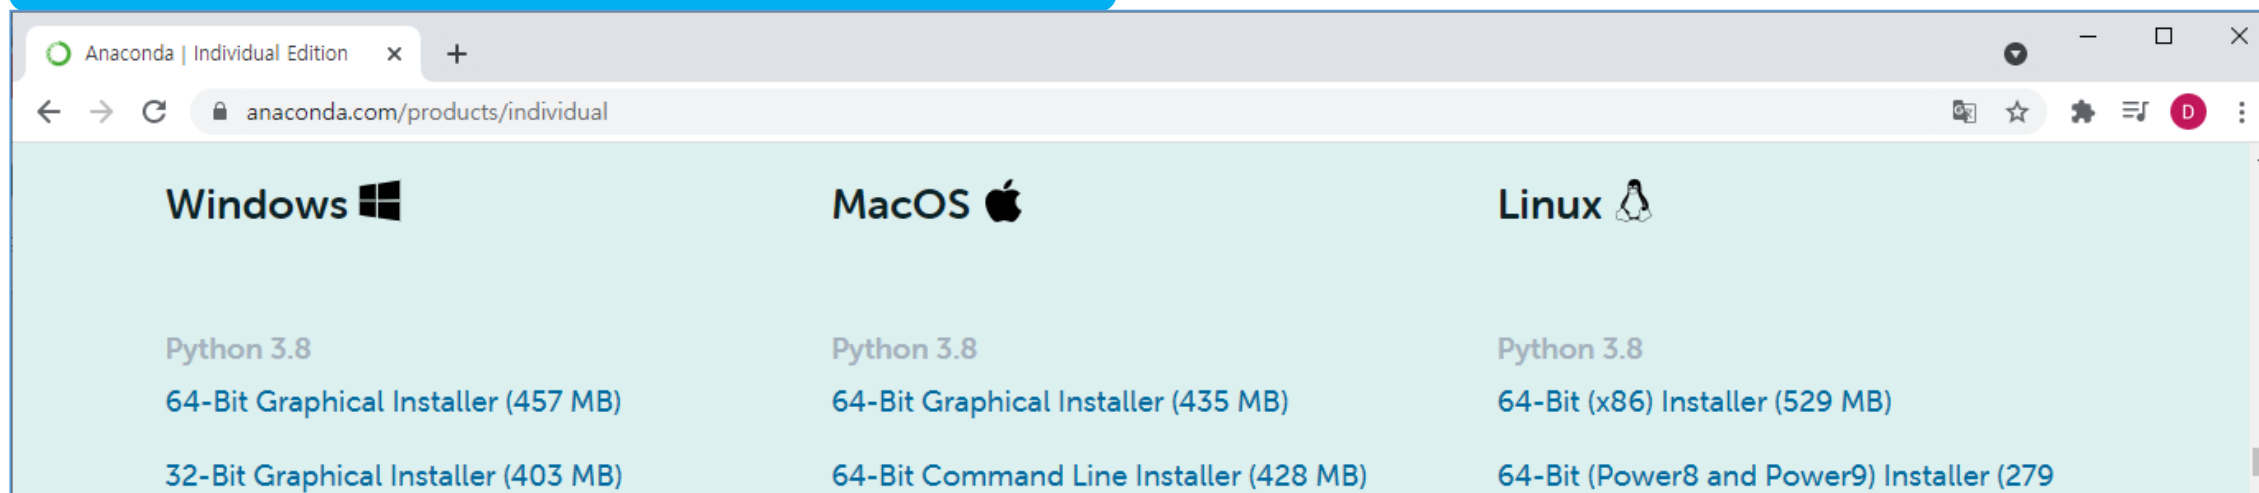 Anaconda | Individual Edition
anaconda.com/products/individual
D
Windows
MacOS
Linux
Python 3.8
Python 3.8
Python 3.8
64-Bit Graphical Installer (457 MB)
64-Bit Graphical Installer (435 MB)
64-Bit (x86) Installer (529 MB)
32-Bit Graphical Installer (403 MB)
64-Bit Command Line Installer (428 MB)
64-Bit (Power8 and Power9) Installer (279